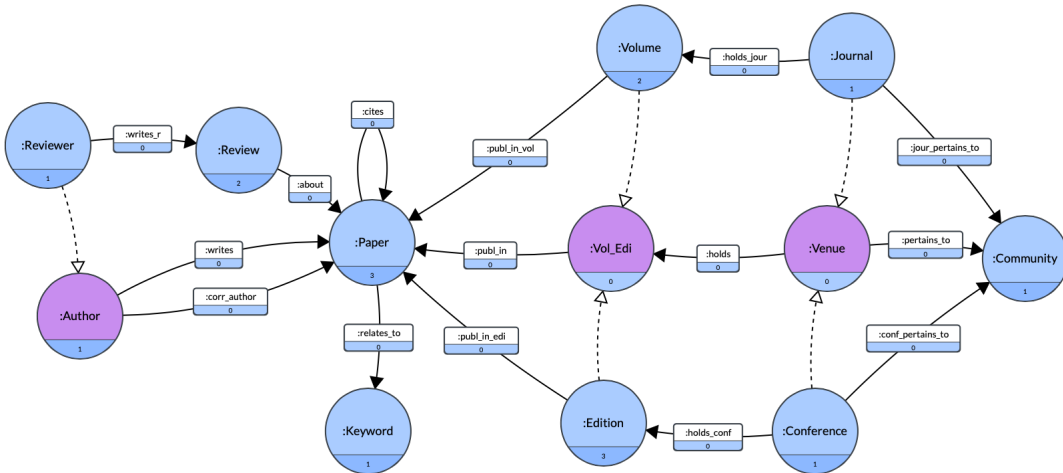 :Volume
2
:holds_jour
0
:Journal
1
:cites
0
:Reviewer
1
:writes_r
0
:Review
2
:publ_in_vol
0
:jour_pertains_to
0
:about
0
:Paper
3
:writes
0
:publ_in
0
:Vol_Edi
0
:holds
0
:Venue
0
:pertains_to
0
:Community
1
:corr_author
0
:Author
1
:relates_to
0
:publ_in_edi
0
:conf_pertains_to
0
:Keyword
1
:Edition
3
:holds_conf
0
:Conference
1